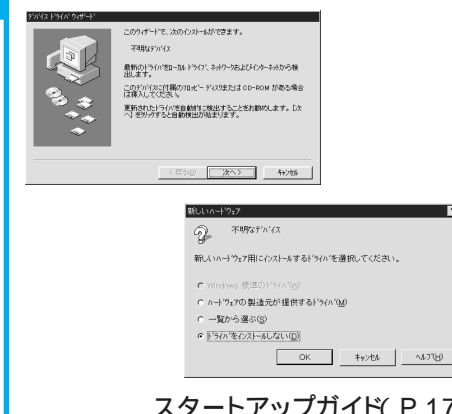 デバイス ドライバ ウィザード
このウィザードで、次のインストールができます。
不明なデバイス
最新のドライバをローカル ドライブ、ネットワークおよびインターネットから検
出します。
このデバイスに付属のフロッピー ディスクまたは CD-ROM がある場合
は挿入してください。
更新されたドライバを自動的に検出することをお勧めします。[次
へ] をクリックすると自動検出が始まります。
< 戻る(B) 次へ > キャンセル
新しいハードウェア
不明なデバイス
新しいハードウェア用にインストールするドライバを選択してください。
Windows 標準のドライバ(W)
ハードウェアの製造元が提供するドライバ(M)
一覧から選ぶ(S)
ドライバをインストールしない(D)
OK キャンセル ヘルプ(H)
スタートアップガイド( P.17